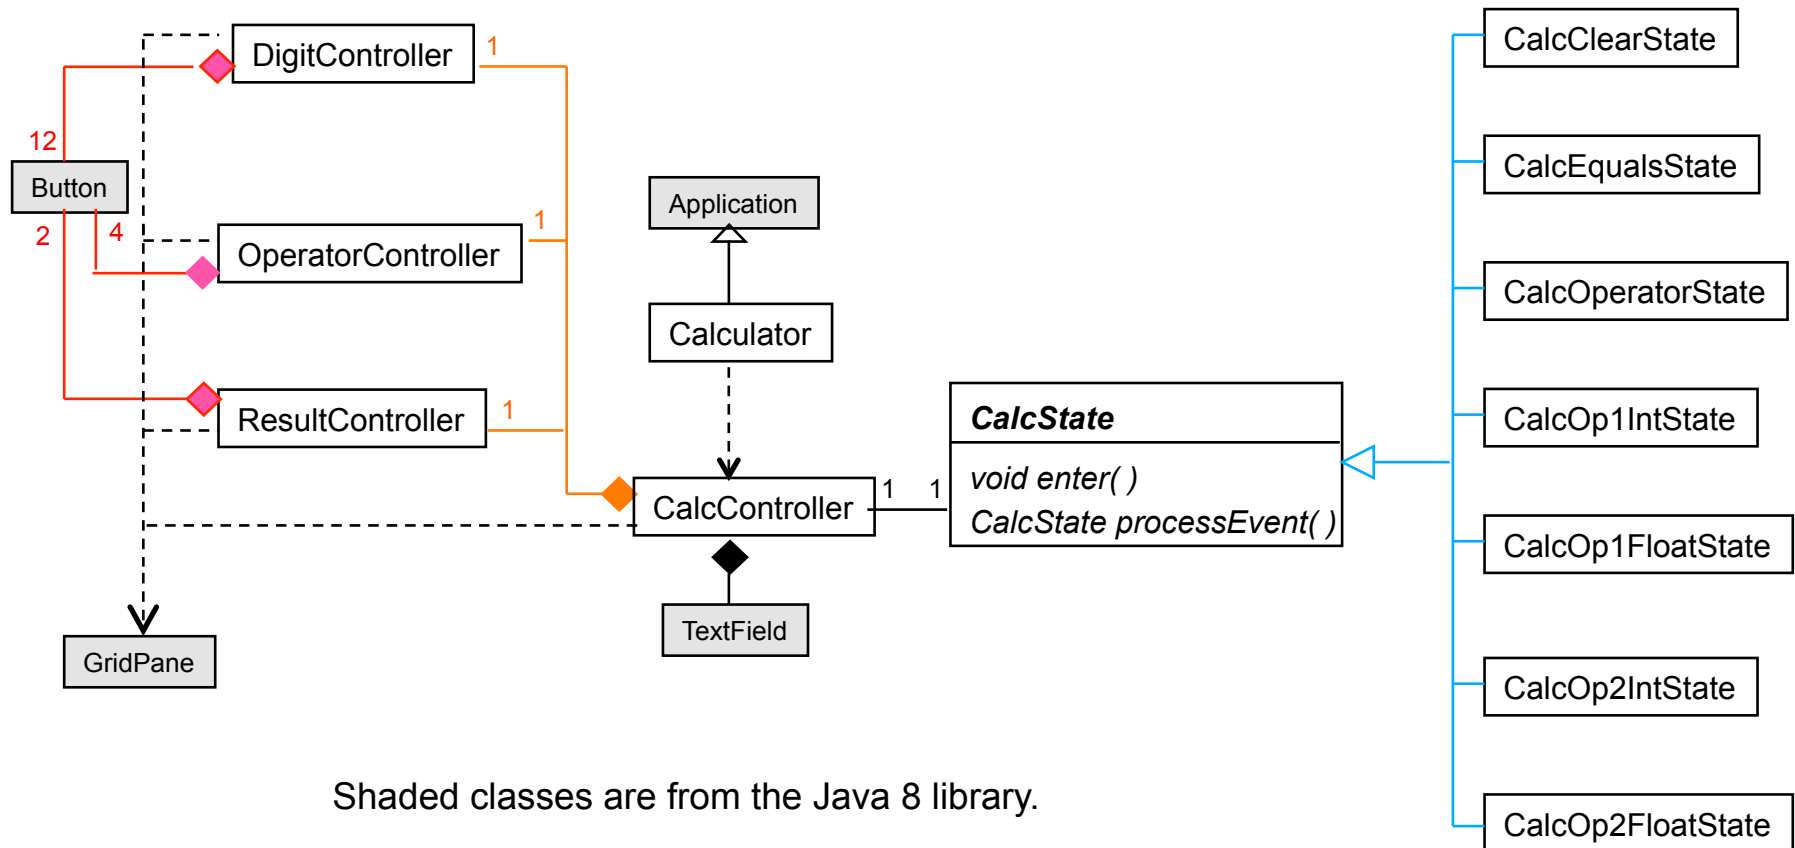 CalcClearState
DigitController
1
12
CalcEqualsState
Button
Application
2
4
1
OperatorController
CalcOperatorState
Calculator
ResultController
1
CalcState
CalcOp1IntState
void enter( )
1
1
CalcController
CalcState processEvent( )
CalcOp1FloatState
TextField
GridPane
CalcOp2IntState
Shaded classes are from the Java 8 library.
CalcOp2FloatState